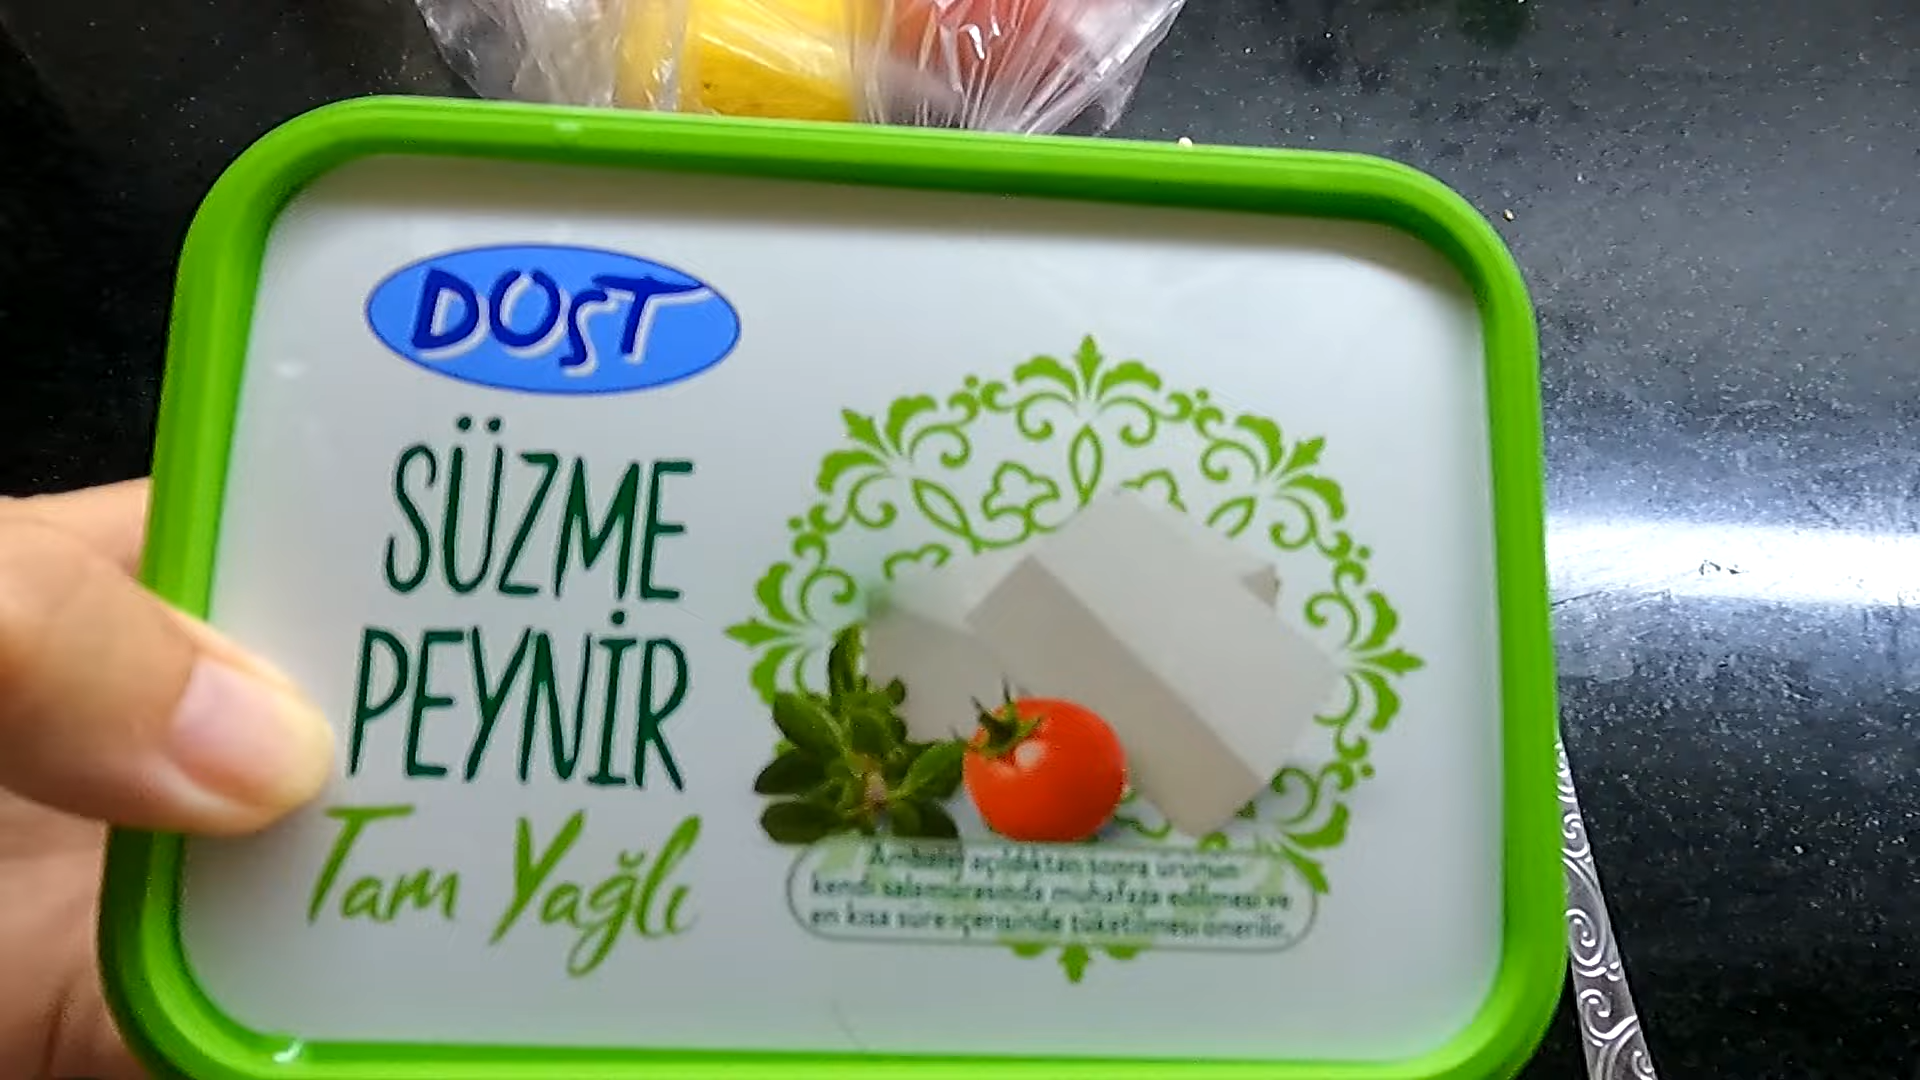 DOST
SÜZME
PEYNİR
Tam Yağlı
Ambalaj açıldıktan sonra ürünün
kendi salamurasında muhafaza edilmesi ve
en kısa süre içerisinde tüketilmesi önerilir.